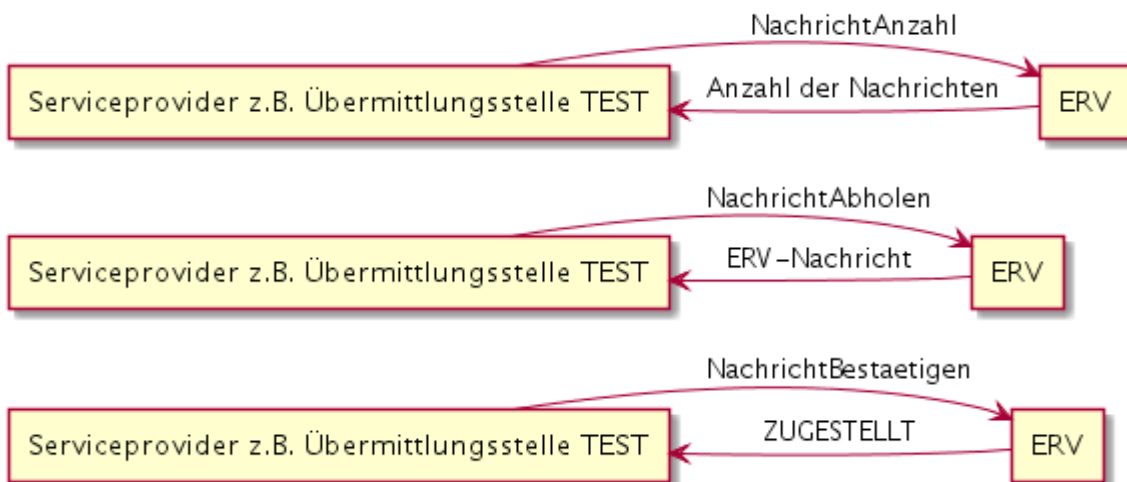 NachrichtAnzahl
Serviceprovider z.B. Übermittlungsstelle TEST
Anzahl der Nachrichten
ERV
NachrichtAbholen
Serviceprovider z.B. Übermittlungsstelle TEST
ERV-Nachricht
ERV
NachrichtBestaetigen
Serviceprovider z.B. Übermittlungsstelle TEST
ZUGESTELLT
ERV